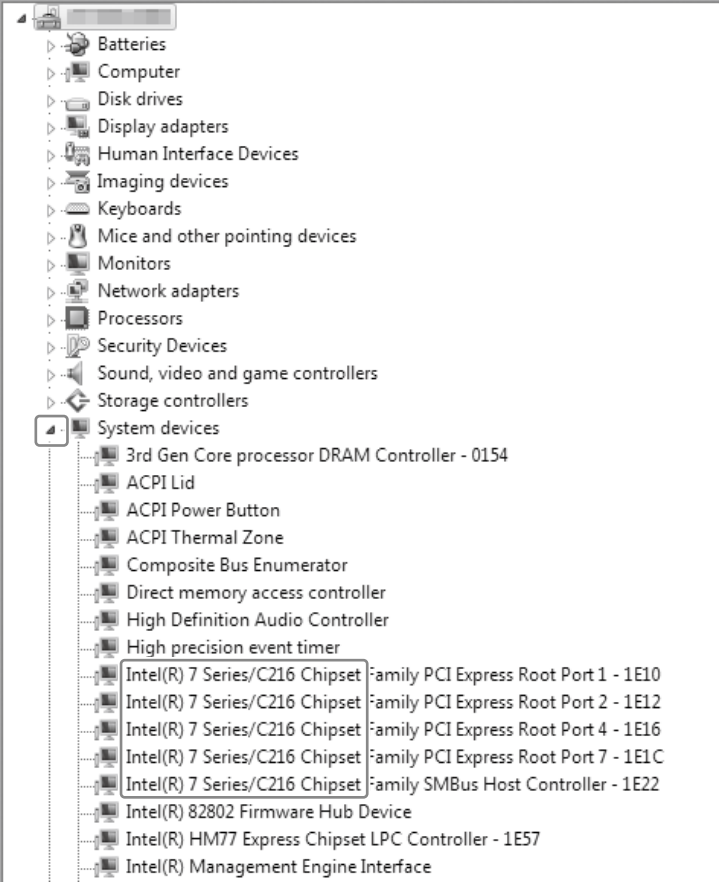 Batteries
Computer
Disk drives
Display adapters
Human Interface Devices
Imaging devices
Keyboards
Mice and other pointing devices
Monitors
Network adapters
Processors
Security Devices
Sound, video and game controllers
Storage controllers
System devices
3rd Gen Core processor DRAM Controller - 0154
ACPI Lid
ACPI Power Button
ACPI Thermal Zone
Composite Bus Enumerator
Direct memory access controller
High Definition Audio Controller
High precision event timer
Intel(R) 7 Series/C216 Chipset Family PCI Express Root Port 1 - 1E10
Intel(R) 7 Series/C216 Chipset Family PCI Express Root Port 2 - 1E12
Intel(R) 7 Series/C216 Chipset Family PCI Express Root Port 4 - 1E16
Intel(R) 7 Series/C216 Chipset Family PCI Express Root Port 7 - 1E1C
Intel(R) 7 Series/C216 Chipset Family SMBus Host Controller - 1E22
Intel(R) 82802 Firmware Hub Device
Intel(R) HM77 Express Chipset LPC Controller - 1E57
Intel(R) Management Engine Interface